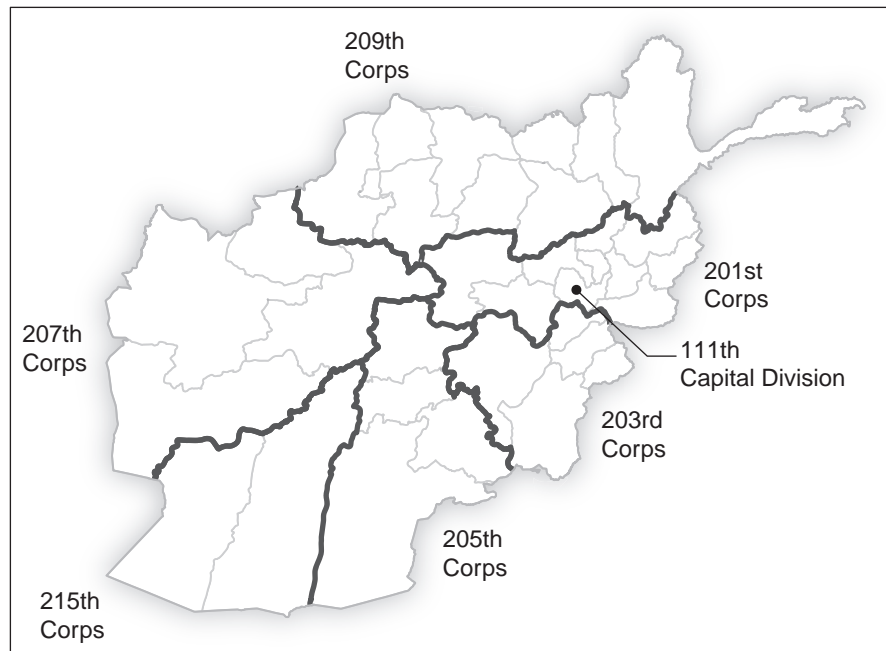 209th
Corps
201st
Corps
207th
Corps
111th
Capital Division
203rd
Corps
205th
Corps
215th
Corps